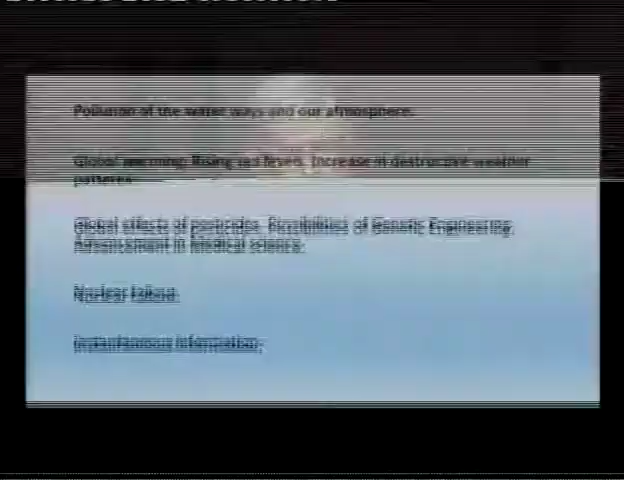 Pollution of the water ways and our atmosphere.
Global warming: Rising sea levels. Increase in destructive weather
patterns.
Global effects of pesticides. Possibilities of Genetic Engineering.
Advancement in Medical science.
Nuclear fallout.
Instantaneous information.